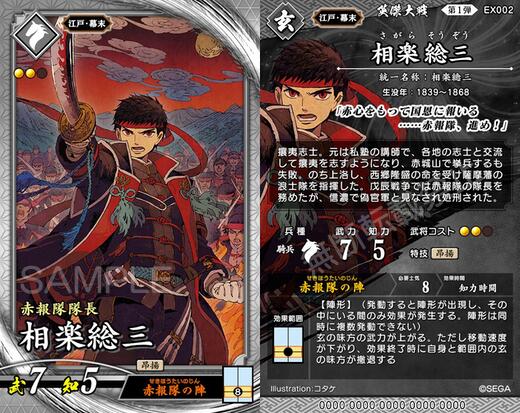 江戸・幕末
SAMPLE
赤報隊隊長
相楽総三
昂揚
武7 知5
せきほうたいのじん
赤報隊の陣
8
玄
江戸・幕末
英傑大戦
第1弾
EX002
さがら そうぞう
相楽総三
統一名称：相楽総三
生没年：1839～1868
「赤心をもって国恩に報いる
……赤報隊、進め！」
攘夷志士。元は私塾の講師で、各地の志士と交流
して攘夷を志すようになり、赤城山で挙兵するも
失敗。のち上洛し、西郷隆盛の命を受け薩摩藩の
浪士隊を指揮した。戊辰戦争では赤報隊の隊長を
務めたが、信濃で偽官軍と見なされ処刑された。
兵種 武力 知力 武将コスト
騎兵 7 5 特技 昂揚
せきほうたいのじん
赤報隊の陣
必要士気 効果時間
8 知力時間
効果範囲
【陣形】（発動すると陣形が出現し、その
中にいる間のみ効果が発生する。陣形は同
時に複数発動できない）
玄の味方の武力が上がる。ただし移動速度
が下がり、効果終了時に自身と範囲内の玄
の味方が撤退する
Illustration:コダケ
©SEGA
0000 0000 0000 0000 0000